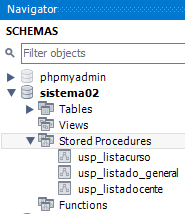 Navigator
SCHEMAS
Filter objects
phpmyadmin
sistema02
Tables
Views
Stored Procedures
usp_listacurso
usp_listado_general
usp_listadocente
Functions